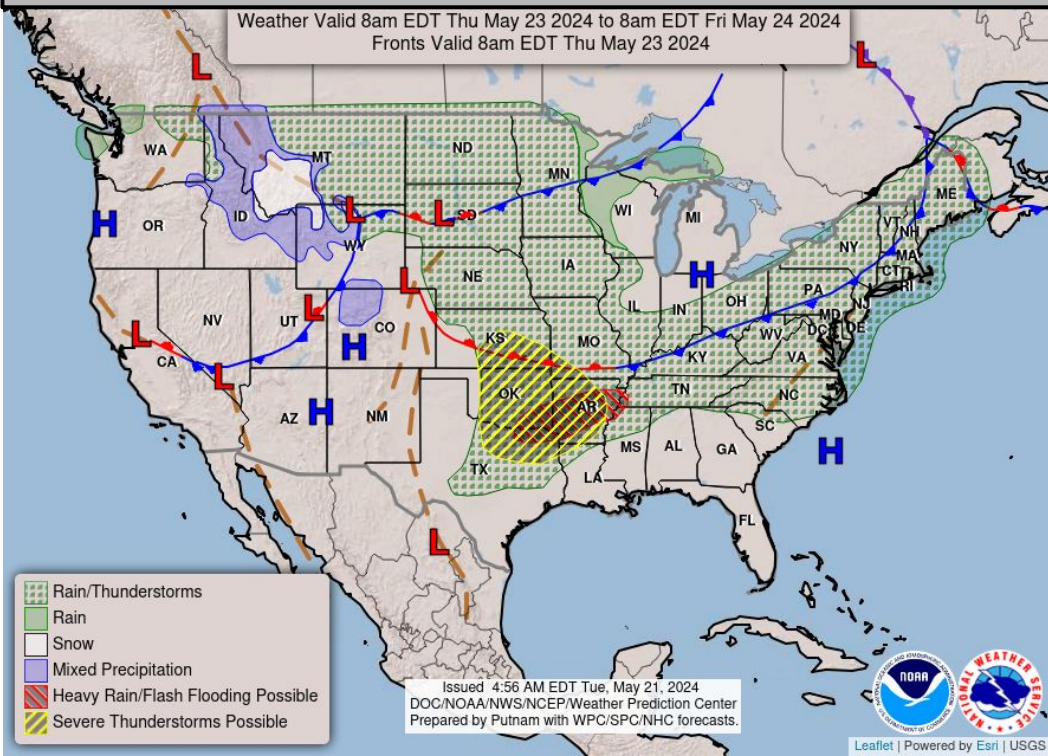 Weather Valid 8am EDT Thu May 23 2024 to 8am EDT Fri May 24 2024
Fronts Valid 8am EDT Thu May 23 2024
L
L
WA
MT
ND
MN
ME
H
OR
ID
L
L
SD
WY
WI
MI
VT
NH
NY
MA
CT
RI
L
NE
IA
H
L
NV
UT
CO
H
IL
IN
OH
PA
NJ
MD
DE
DC
WV
VA
L
CA
L
KS
MO
KY
H
AZ
NM
OK
AR
TN
NC
SC
H
TX
LA
MS
AL
GA
FL
L
Rain/Thunderstorms
Rain
Snow
Mixed Precipitation
Heavy Rain/Flash Flooding Possible
Severe Thunderstorms Possible
Issued 4:56 AM EDT Tue, May 21, 2024
DOC/NOAA/NWS/NCEP/Weather Prediction Center
Prepared by Putnam with WPC/SPC/NHC forecasts.
NOAA
NATIONAL WEATHER SERVICE
Leaflet | Powered by Esri | USGS